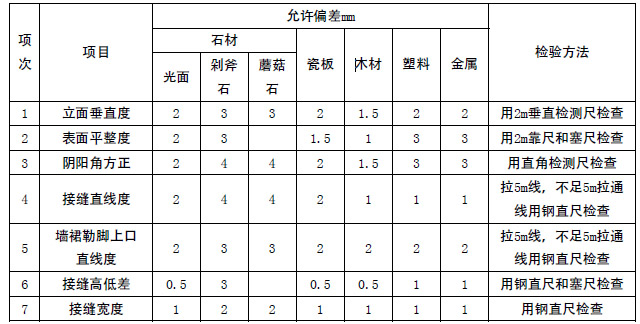 项次 项目 允许偏差mm 检验方法
石材 瓷板 木材 塑料 金属
光面 剁斧石 蘑菇石
1 立面垂直度 2 3 3 2 1.5 2 2 用2m垂直检测尺检查
2 表面平整度 2 3 1.5 1 3 3 用2m靠尺和塞尺检查
3 阴阳角方正 2 4 4 2 1.5 3 3 用直角检测尺检查
4 接缝直线度 2 4 4 2 1 1 1 拉5m线，不足5m拉通
线用钢直尺检查
5 墙裙勒脚上口
直线度 2 3 3 2 2 2 2 拉5m线，不足5m拉通
线用钢直尺检查
6 接缝高低差 0.5 3 0.5 0.5 1 1 用钢直尺和塞尺检查
7 接缝宽度 1 2 2 1 1 1 1 用钢直尺检查